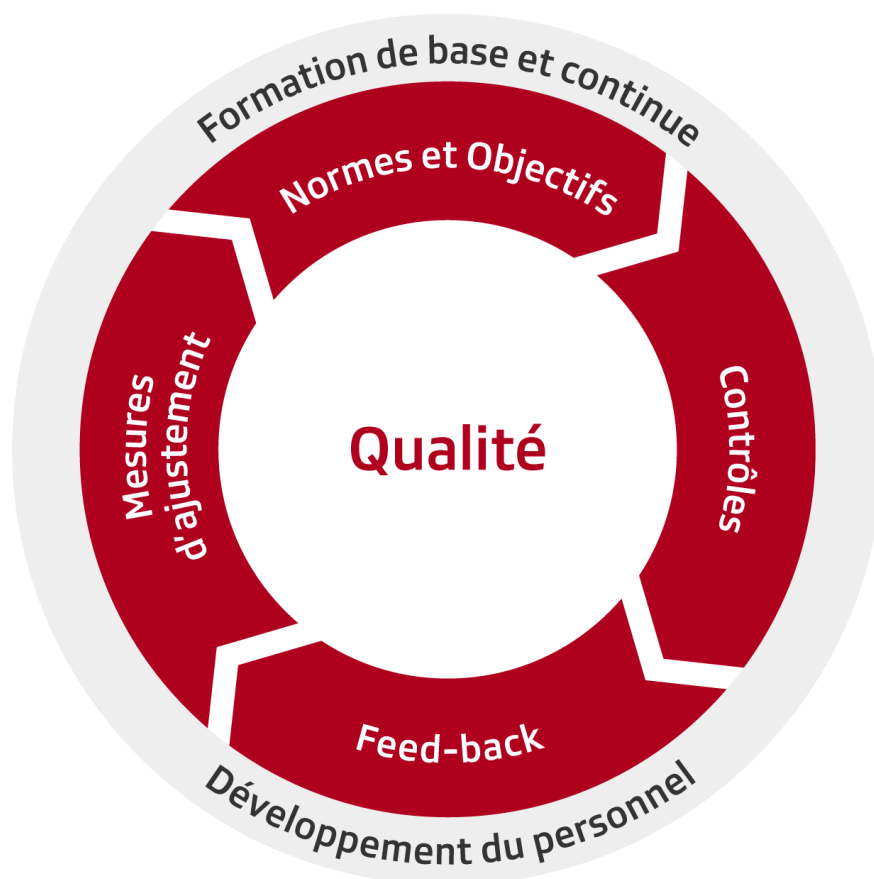 Formation de base et continue
Normes et Objectifs
Contrôles
Feed-back
Mesures
d'ajustement
Qualité
Développement du personnel